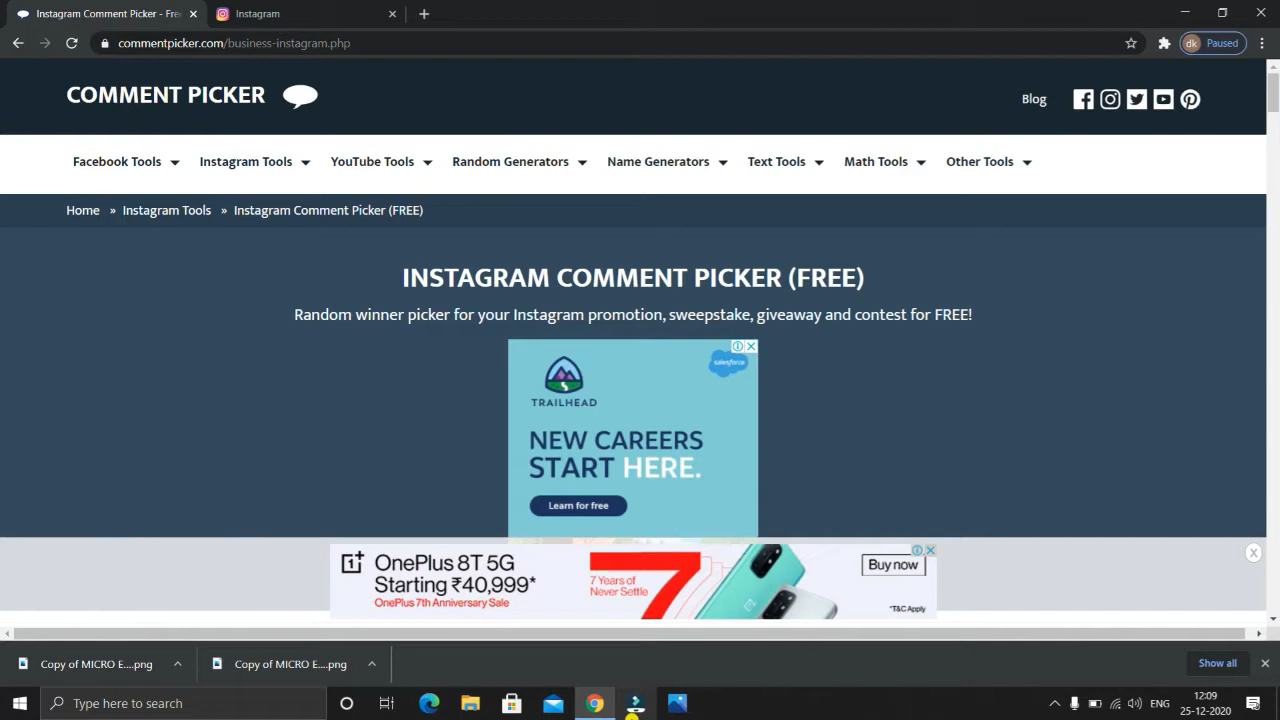 Instagram Comment Picker - Fre
Instagram
commentpicker.com/business-instagram.php
dk
Paused
COMMENT PICKER
Blog
Facebook Tools
Instagram Tools
YouTube Tools
Random Generators
Name Generators
Text Tools
Math Tools
Other Tools
Home » Instagram Tools » Instagram Comment Picker (FREE)
INSTAGRAM COMMENT PICKER (FREE)
Random winner picker for your Instagram promotion, sweepstake, giveaway and contest for FREE!
salesforce
TRAILHEAD
NEW CAREERS
START HERE.
Learn for free
OnePlus 8T 5G
Starting ₹40,999*
OnePlus 7th Anniversary Sale
7
7 Years of
Never Settle
Buy now
*T&C Apply
X
Copy of MICRO E....png
Copy of MICRO E....png
Show all
Type here to search
ENG
12:09
25-12-2020